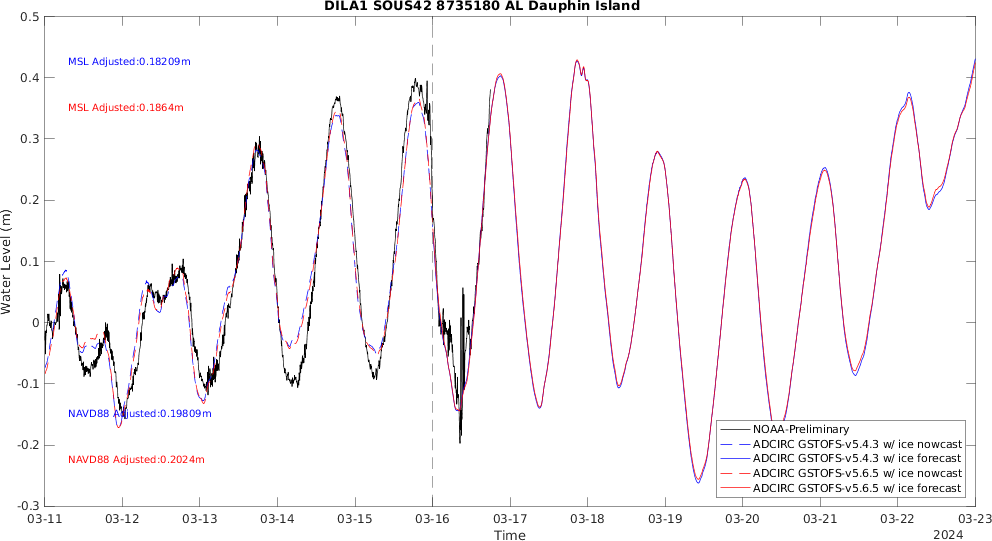 DILA1 SOUS42 8735180 AL Dauphin Island
0.5
0.4
0.3
0.2
0.1
0
-0.1
-0.2
-0.3
Water Level (m)
MSL Adjusted:0.18209m
MSL Adjusted:0.1864m
NAVD88 Adjusted:0.19809m
NAVD88 Adjusted:0.2024m
NOAA-Preliminary
ADCIRC GSTOFS-v5.4.3 w/ ice nowcast
ADCIRC GSTOFS-v5.4.3 w/ ice forecast
ADCIRC GSTOFS-v5.6.5 w/ ice nowcast
ADCIRC GSTOFS-v5.6.5 w/ ice forecast
03-11 03-12 03-13 03-14 03-15 03-16 03-17 03-18 03-19 03-20 03-21 03-22 03-23
Time
2024